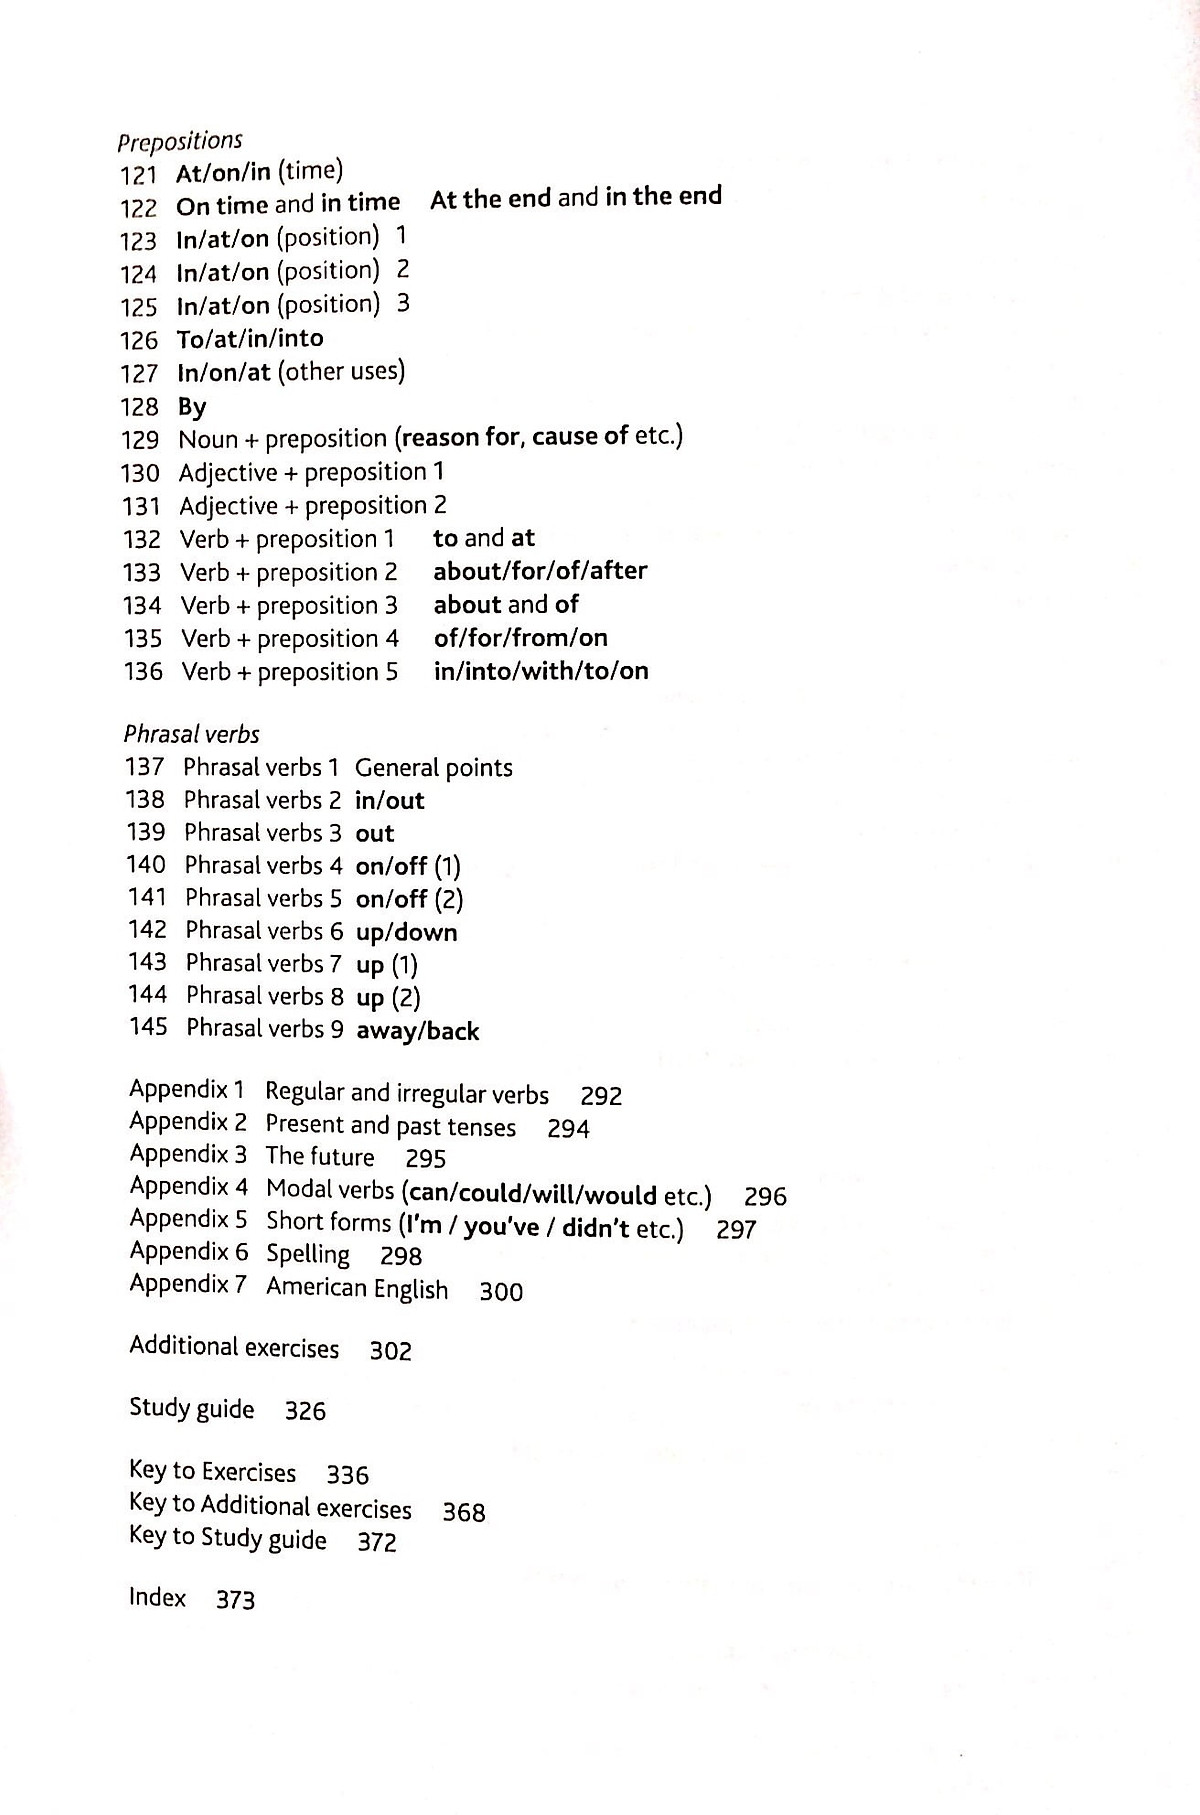 Prepositions
121 At/on/in (time)
122 On time and in time At the end and in the end
123 In/at/on (position) 1
124 In/at/on (position) 2
125 In/at/on (position) 3
126 To/at/in/into
127 In/on/at (other uses)
128 By
129 Noun + preposition (reason for, cause of etc.)
130 Adjective + preposition 1
131 Adjective + preposition 2
132 Verb + preposition 1 to and at
133 Verb + preposition 2 about/for/of/after
134 Verb + preposition 3 about and of
135 Verb + preposition 4 of/for/from/on
136 Verb + preposition 5 in/into/with/to/on
Phrasal verbs
137 Phrasal verbs 1 General points
138 Phrasal verbs 2 in/out
139 Phrasal verbs 3 out
140 Phrasal verbs 4 on/off (1)
141 Phrasal verbs 5 on/off (2)
142 Phrasal verbs 6 up/down
143 Phrasal verbs 7 up (1)
144 Phrasal verbs 8 up (2)
145 Phrasal verbs 9 away/back
Appendix 1 Regular and irregular verbs 292
Appendix 2 Present and past tenses 294
Appendix 3 The future 295
Appendix 4 Modal verbs (can/could/will/would etc.) 296
Appendix 5 Short forms (I'm / you've / didn't etc.) 297
Appendix 6 Spelling 298
Appendix 7 American English 300
Additional exercises 302
Study guide 326
Key to Exercises 336
Key to Additional exercises 368
Key to Study guide 372
Index 373